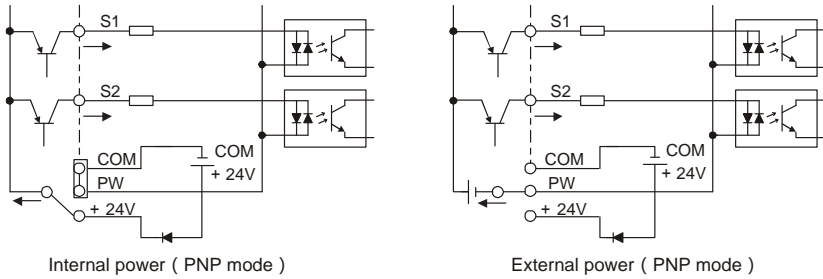 S1
S2
COM
COM
+ 24V
PW
+ 24V
Internal power ( PNP mode )
S1
S2
COM
COM
+ 24V
PW
+ 24V
External power ( PNP mode )